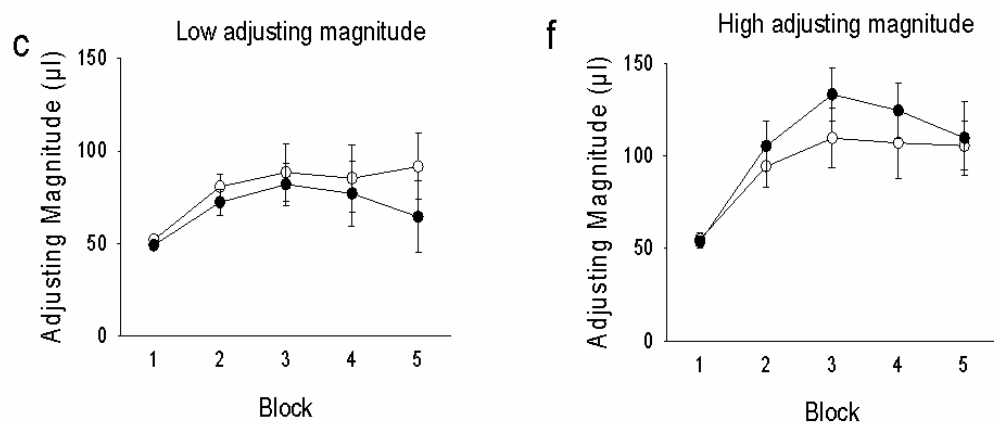 c
Low adjusting magnitude
Adjusting Magnitude (µl)
150
100
50
0
1 2 3 4 5
Block
f
High adjusting magnitude
Adjusting Magnitude (µl)
150
100
50
0
1 2 3 4 5
Block